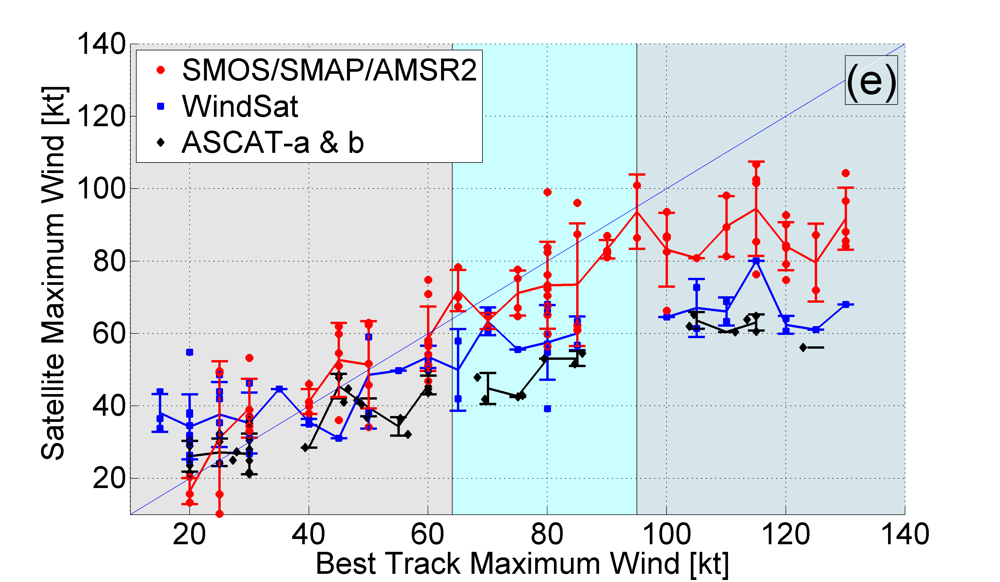 140
120
100
80
60
40
20
Satellite Maximum Wind [kt]
SMOS/SMAP/AMSR2
WindSat
ASCAT-a & b
(e)
20 40 60 80 100 120 140
Best Track Maximum Wind [kt]